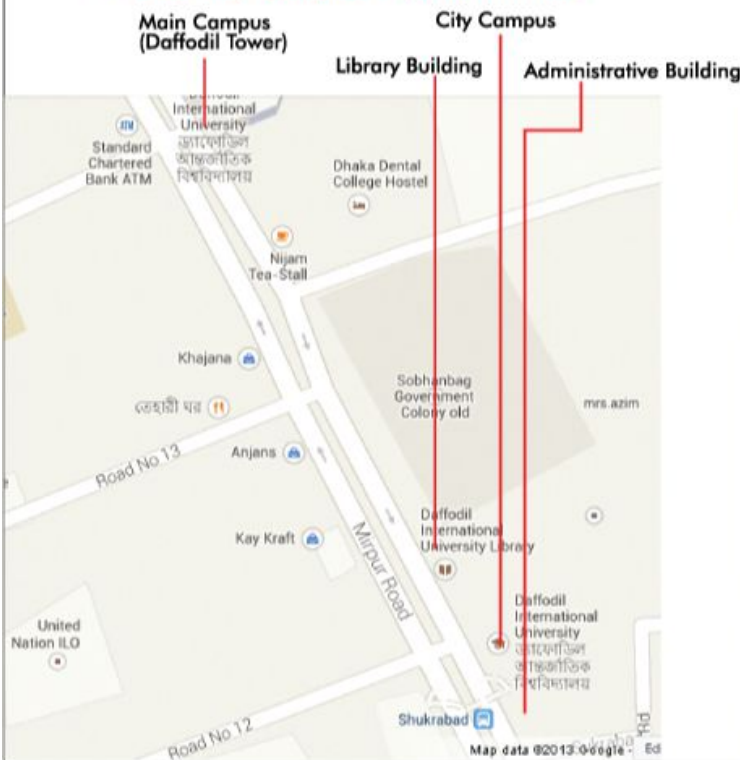 Main Campus
(Daffodil Tower)
City Campus
Library Building
Administrative Building
International
University
ড্যাফোডিল
আন্তর্জাতিক
বিশ্ববিদ্যালয়
Standard
Chartered
Bank ATM
Dhaka Dental
College Hostel
Nijam
Tea-Stall
Khajana
Sobhanbag
Government
Colony old
mrs.azim
তেহারী ঘর
Anjans
Road No 13
Kay Kraft
Daffodil
International
University Library
Mirpur Road
Daffodil
International
University
ড্যাফোডিল
আন্তর্জাতিক
বিশ্ববিদ্যালয়
United
Nation ILO
Shukrabad
Road No 12
Map data ©2013 Google -
Ed